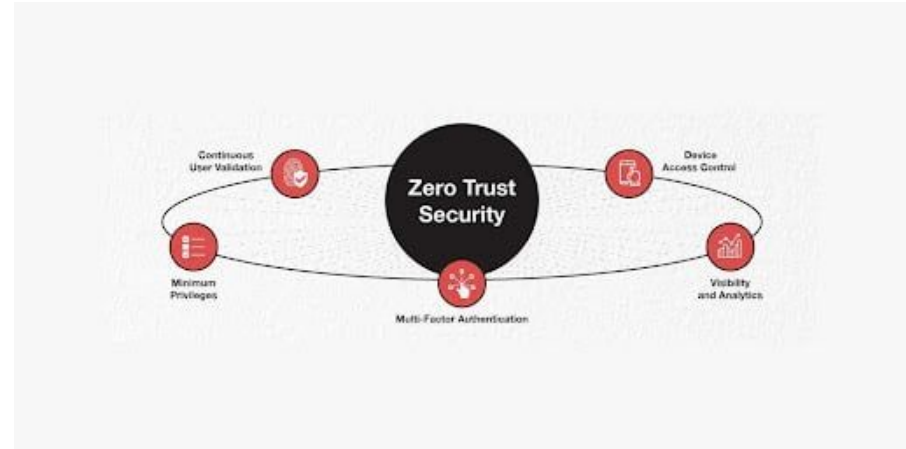 Continuous
User Validation
Device
Access Control
Zero Trust
Security
Minimum
Privileges
Visibility
and Analytics
Multi-Factor Authentication